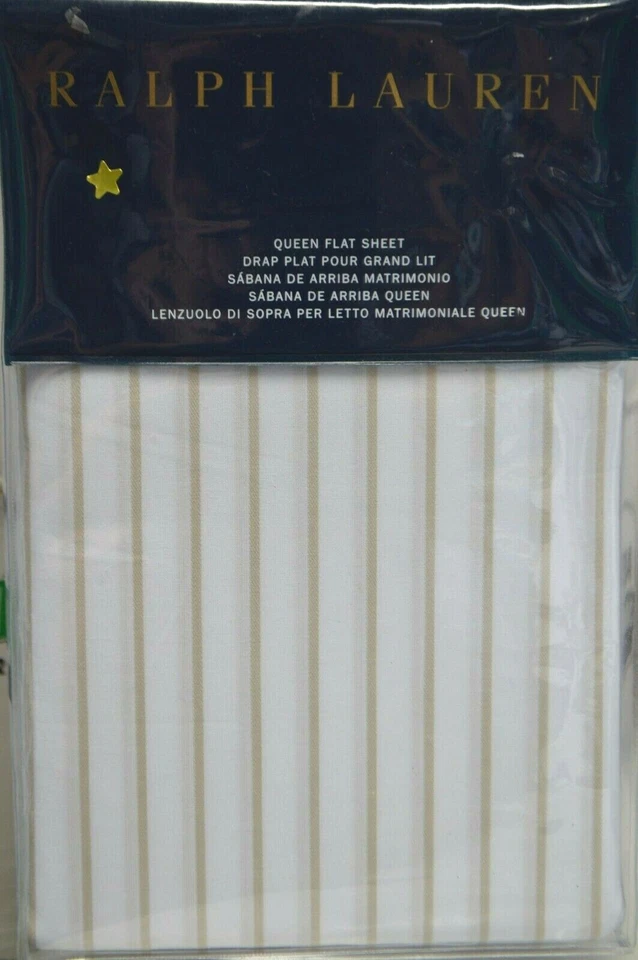 RALPH LAUREN
QUEEN FLAT SHEET
DRAP PLAT POUR GRAND LIT
SÁBANA DE ARRIBA MATRIMONIO
SÁBANA DE ARRIBA QUEEN
LENZUOLO DI SOPRA PER LETTO MATRIMONIALE QUEEN